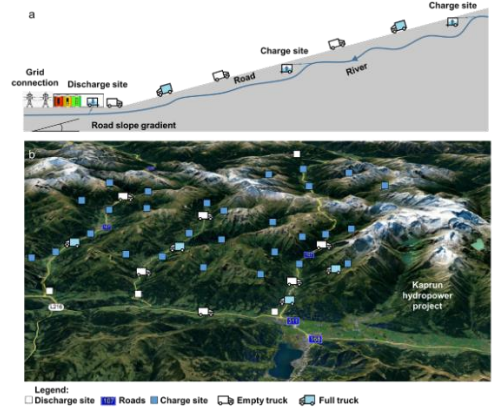 a
Charge site
Charge site
Grid
connection
Discharge site
Road
River
Road slope gradient
b
Kaprun
hydropower
project
Legend:
Discharge site 107 Roads Charge site Empty truck Full truck